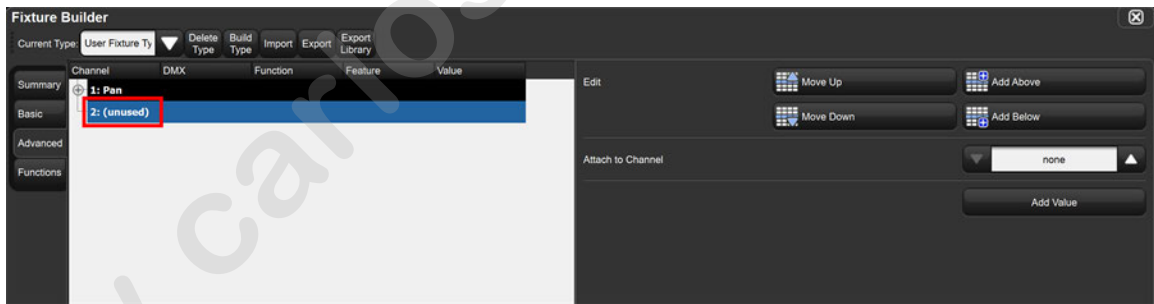 Fixture Builder
Current Type: User Fixture Ty Delete Type Build Type Import Export Export Library
Channel DMX Function Feature Value
Summary
Basic
Advanced
Functions
1: Pan
2: (unused)
Edit Move Up Add Above
Move Down Add Below
Attach to Channel none
Add Value
carlos